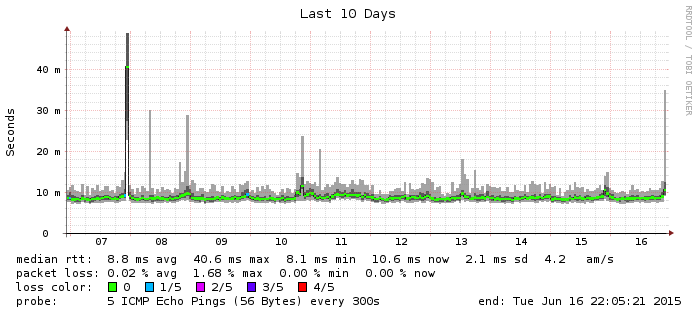 Last 10 Days
RRDTOOL / TOBI OETIKER
Seconds
40 m
30 m
20 m
10 m
0
07 08 09 10 11 12 13 14 15 16
median rtt: 8.8 ms avg 40.6 ms max 8.1 ms min 10.6 ms now 2.1 ms sd 4.2 am/s
packet loss: 0.02 % avg 1.68 % max 0.00 % min 0.00 % now
loss color: 0 1/5 2/5 3/5 4/5
probe: 5 ICMP Echo Pings (56 Bytes) every 300s end: Tue Jun 16 22:05:21 2015